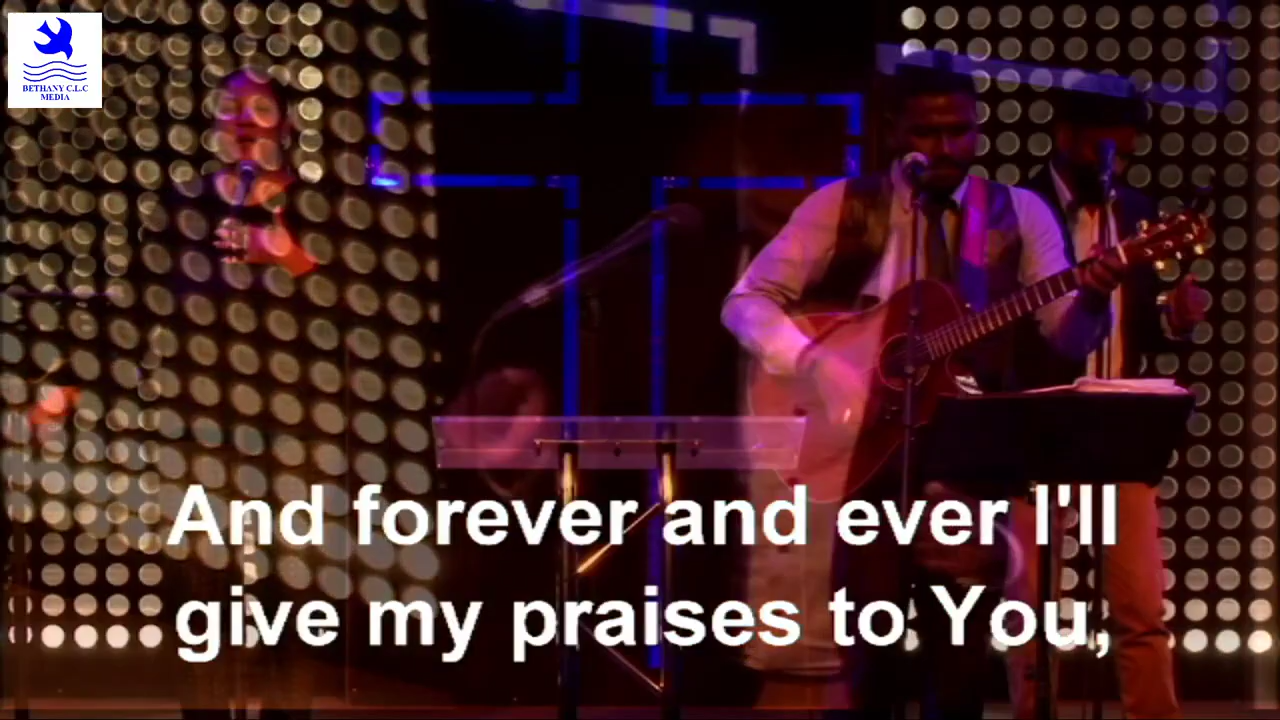 BETHANY C.L.C
MEDIA
And forever and ever I'll
give my praises to You,